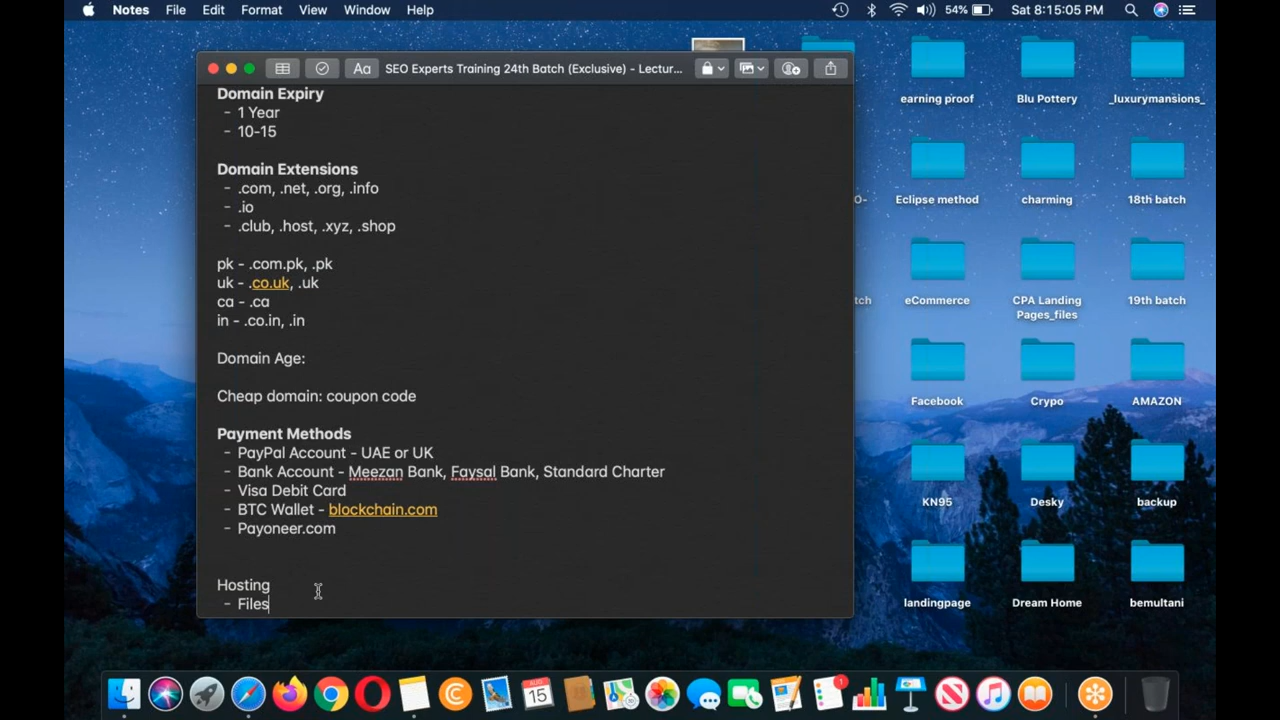 Notes File Edit Format View Window Help 54% Sat 8:15:05 PM
Aa SEO Experts Training 24th Batch (Exclusive) - Lectur...
Domain Expiry
- 1 Year
- 10-15
Domain Extensions
- .com, .net, .org, .info
- .io
- .club, .host, .xyz, .shop
pk - .com.pk, .pk
uk - .co.uk, .uk
ca - .ca
in - .co.in, .in
Domain Age:
Cheap domain: coupon code
Payment Methods
- PayPal Account - UAE or UK
- Bank Account - Meezan Bank, Faysal Bank, Standard Charter
- Visa Debit Card
- BTC Wallet - blockchain.com
- Payoneer.com
Hosting
- Files
earning proof
Blu Pottery
_luxurymansions_
O-
Eclipse method
charming
18th batch
tch
eCommerce
CPA Landing
Pages_files
19th batch
Facebook
Crypo
AMAZON
KN95
Desky
backup
landingpage
Dream Home
bemultani
AUG
15
1